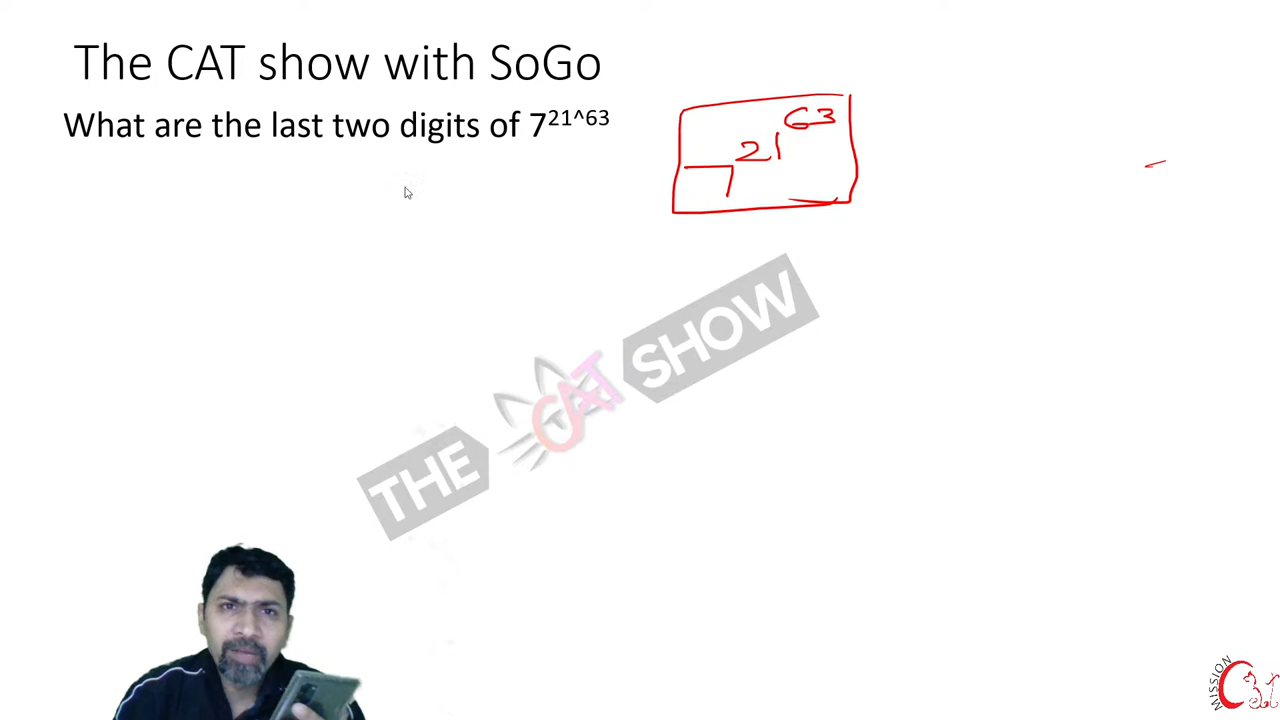 The CAT show with SoGo
What are the last two digits of 7^21^63
7^21^63
THE CAT SHOW
MISSION
Cat